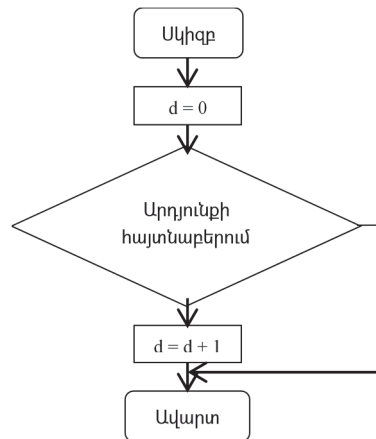 Սկիզբ
d = 0
Արդյունքի
հայտնաբերում
d = d + 1
Ավարտ